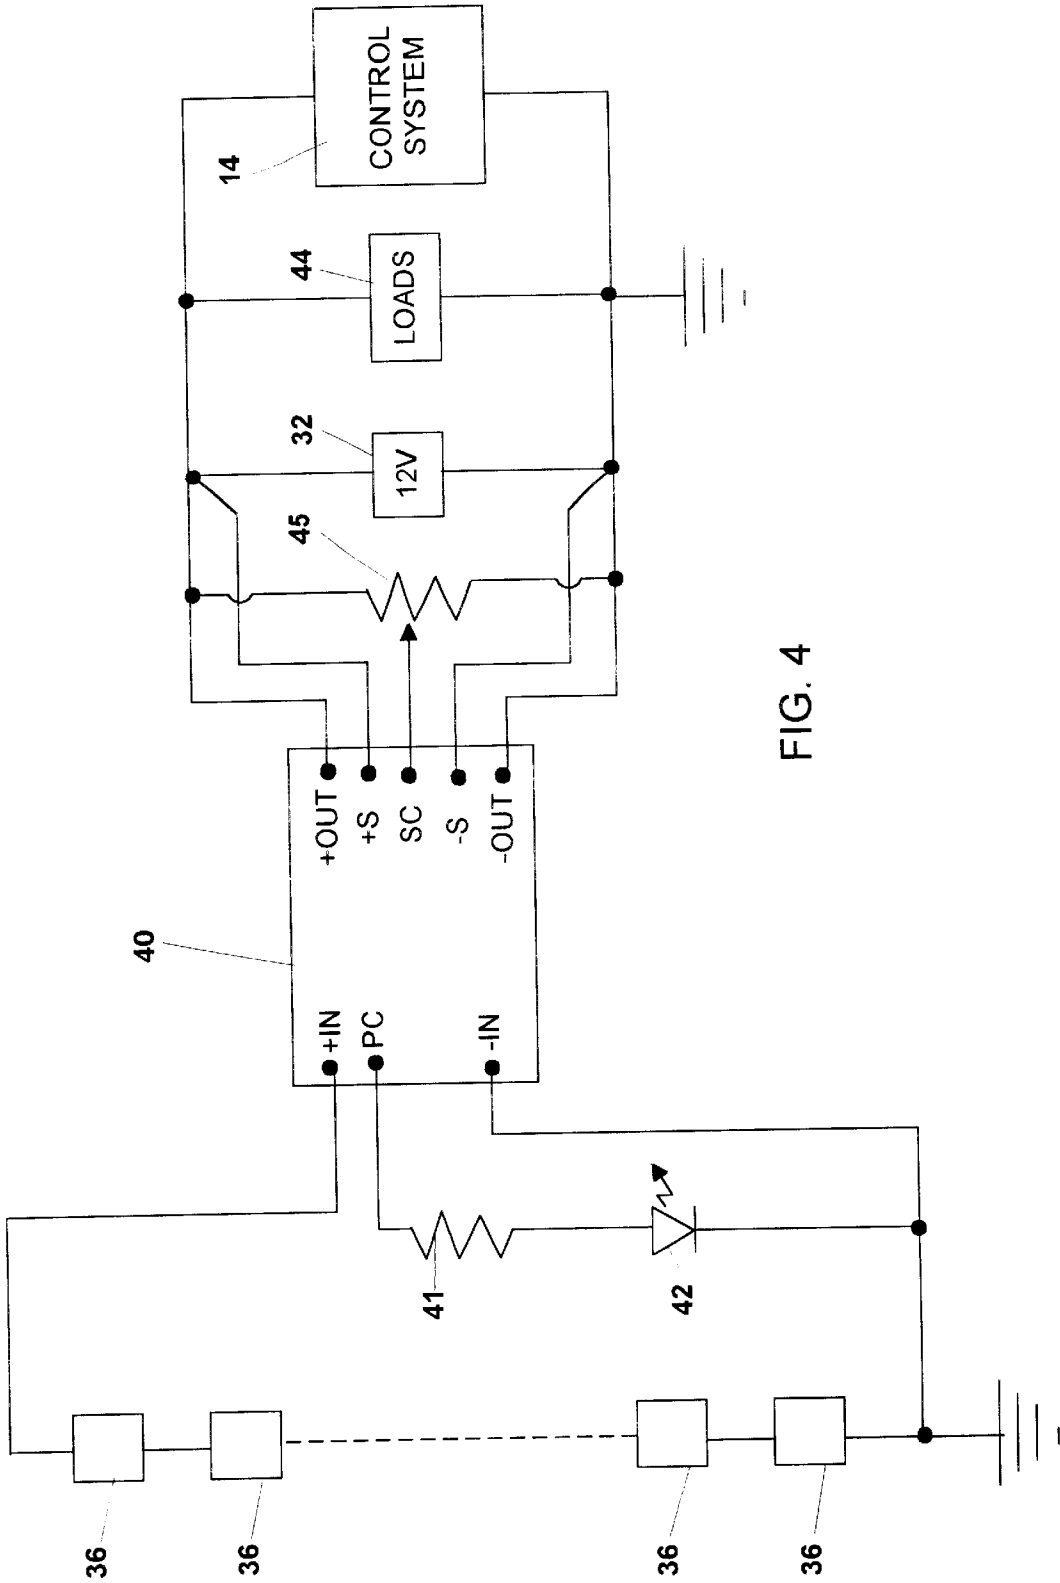 36
36
36
36
41
42
40
+IN
PC
-IN
+OUT
+S
SC
-S
-OUT
45
32
12V
44
LOADS
14
CONTROL
SYSTEM
FIG. 4